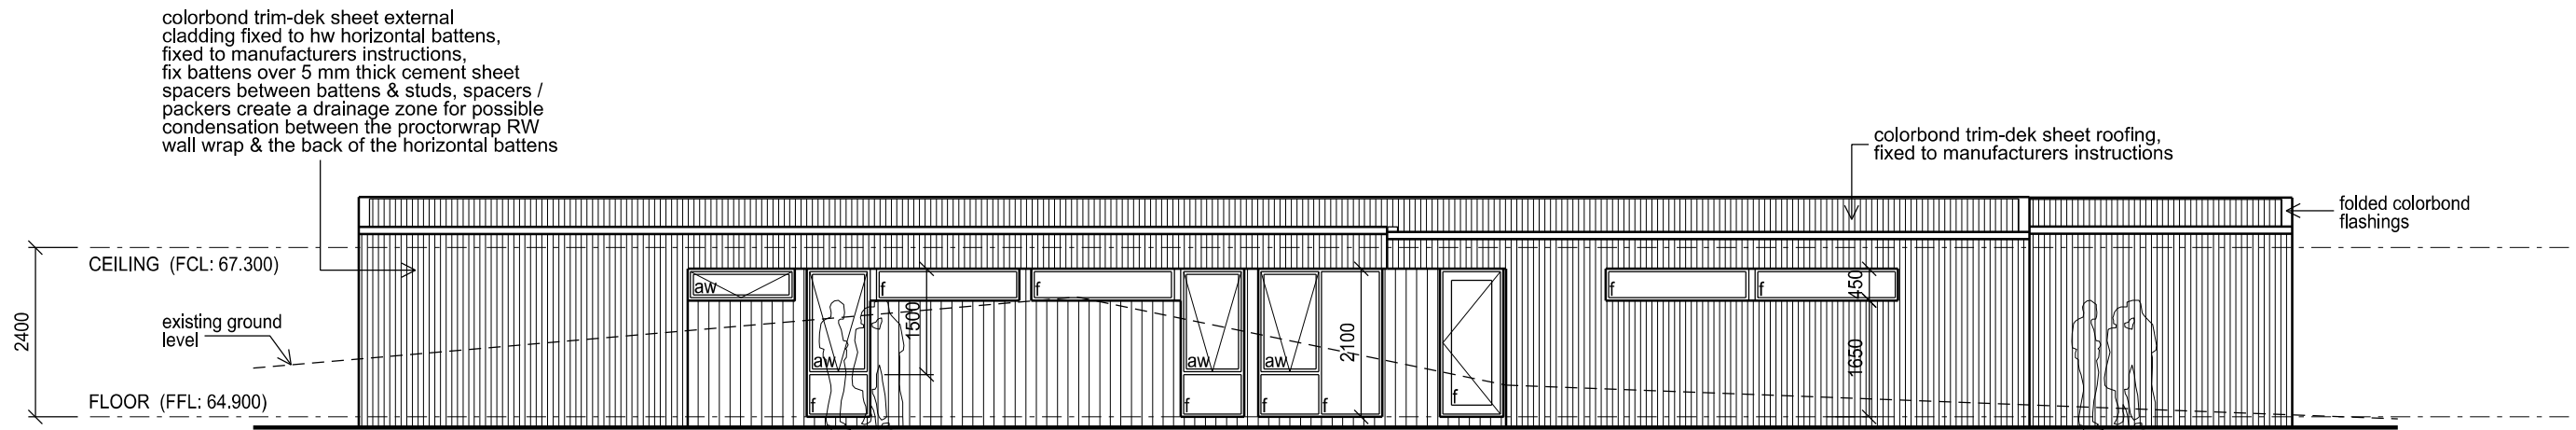 colorbond trim-dek sheet external
cladding fixed to hw horizontal battens,
fixed to manufacturers instructions,
fix battens over 5 mm thick cement sheet
spacers between battens & studs, spacers /
packers create a drainage zone for possible
condensation between the proctorwrap RW
wall wrap & the back of the horizontal battens
colorbond trim-dek sheet roofing,
fixed to manufacturers instructions
folded colorbond
flashings
CEILING (FCL: 67.300)
2400
existing ground
level
FLOOR (FFL: 64.900)
aw
f
f
f
f
450
1500
2100
1650
aw
aw
aw
f
f
f
f
f